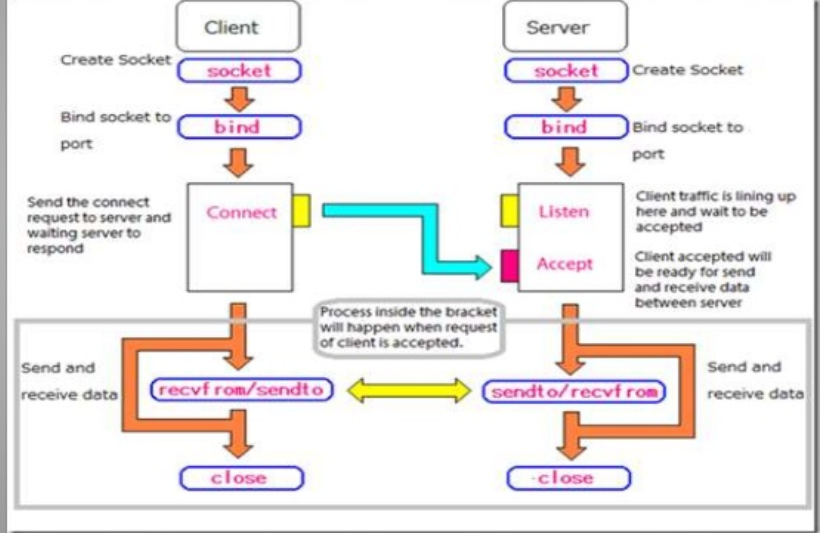 Client
Server
Create Socket
socket
socket
Create Socket
Bind socket to
port
bind
bind
Bind socket to
port
Send the connect
request to server and
waiting server to
respond
Connect
Listen
Accept
Client traffic is lining up
here and wait to be
accepted
Client accepted will
be ready for send
and receive data
between server
Process inside the bracket
will happen when request
of client is accepted.
Send and
receive data
recvfrom/sendto
sendto/recvfrom
Send and
receive data
close
close